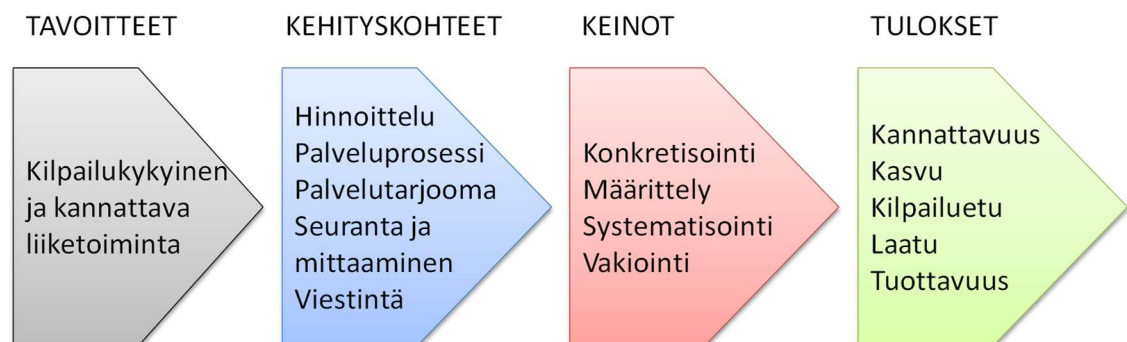 TAVOITTEET
KEHITYSKOHTEET
KEINOT
TULOKSET
Kilpailukykyinen
ja kannattava
liiketoiminta
Hinnoittelu
Palveluprosessi
Palvelutarjooma
Seuranta ja
mittaaminen
Viestintä
Konkretisointi
Määrittely
Systematisointi
Vakiointi
Kannattavuus
Kasvu
Kilpailuetu
Laatu
Tuottavuus